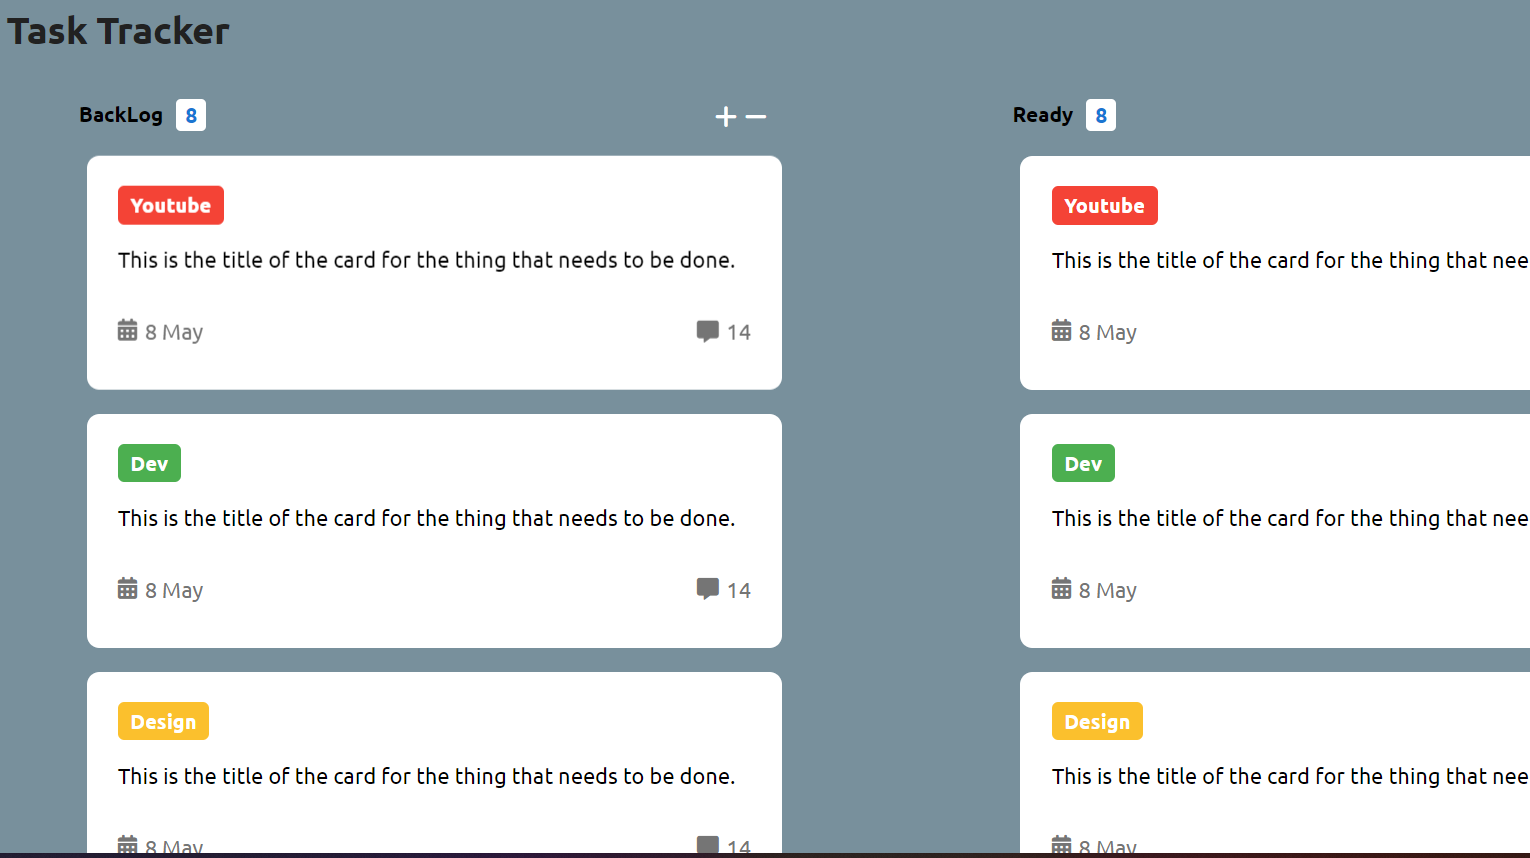 Task Tracker
BackLog 8
Youtube
This is the title of the card for the thing that needs to be done.
8 May 14
Dev
This is the title of the card for the thing that needs to be done.
8 May 14
Design
This is the title of the card for the thing that needs to be done.
8 May 14
Ready 8
Youtube
This is the title of the card for the thing that nee
8 May
Dev
This is the title of the card for the thing that nee
8 May
Design
This is the title of the card for the thing that nee
8 May